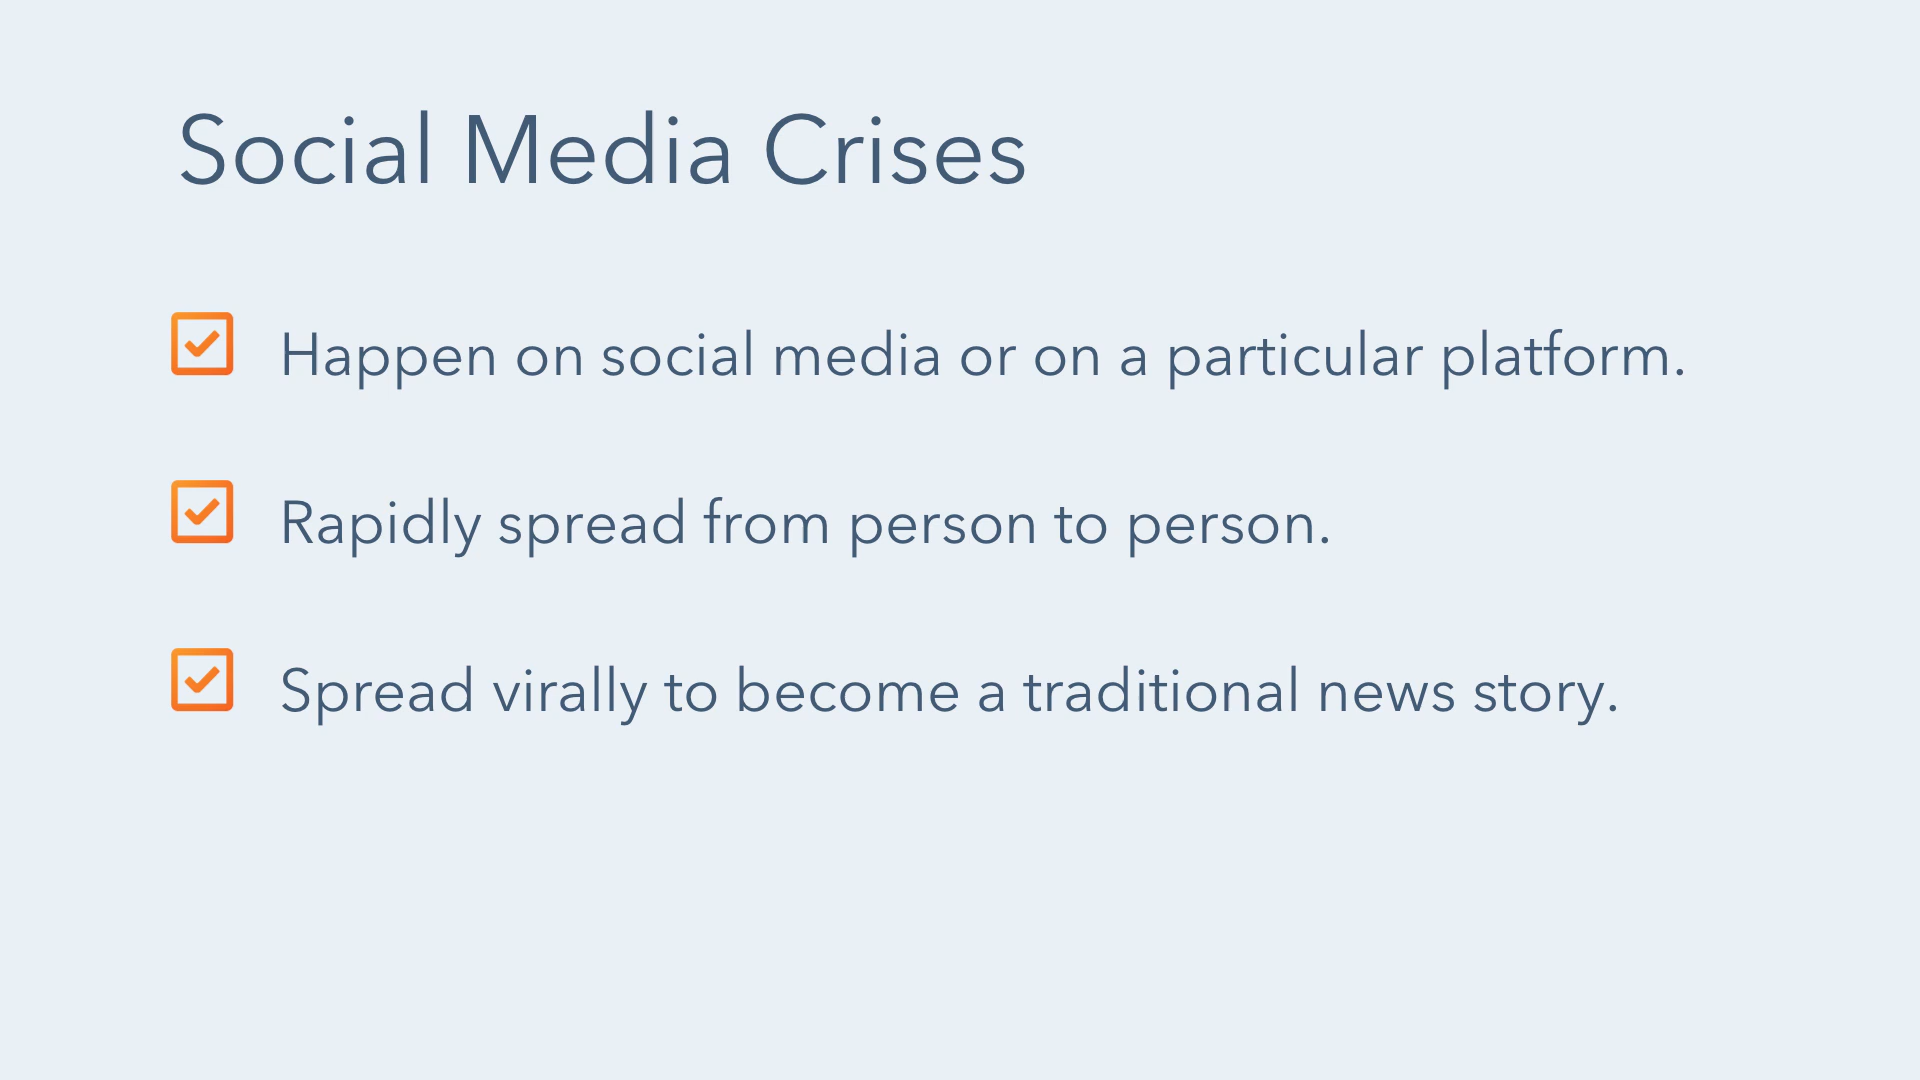 Social Media Crises
Happen on social media or on a particular platform.
Rapidly spread from person to person.
Spread virally to become a traditional news story.